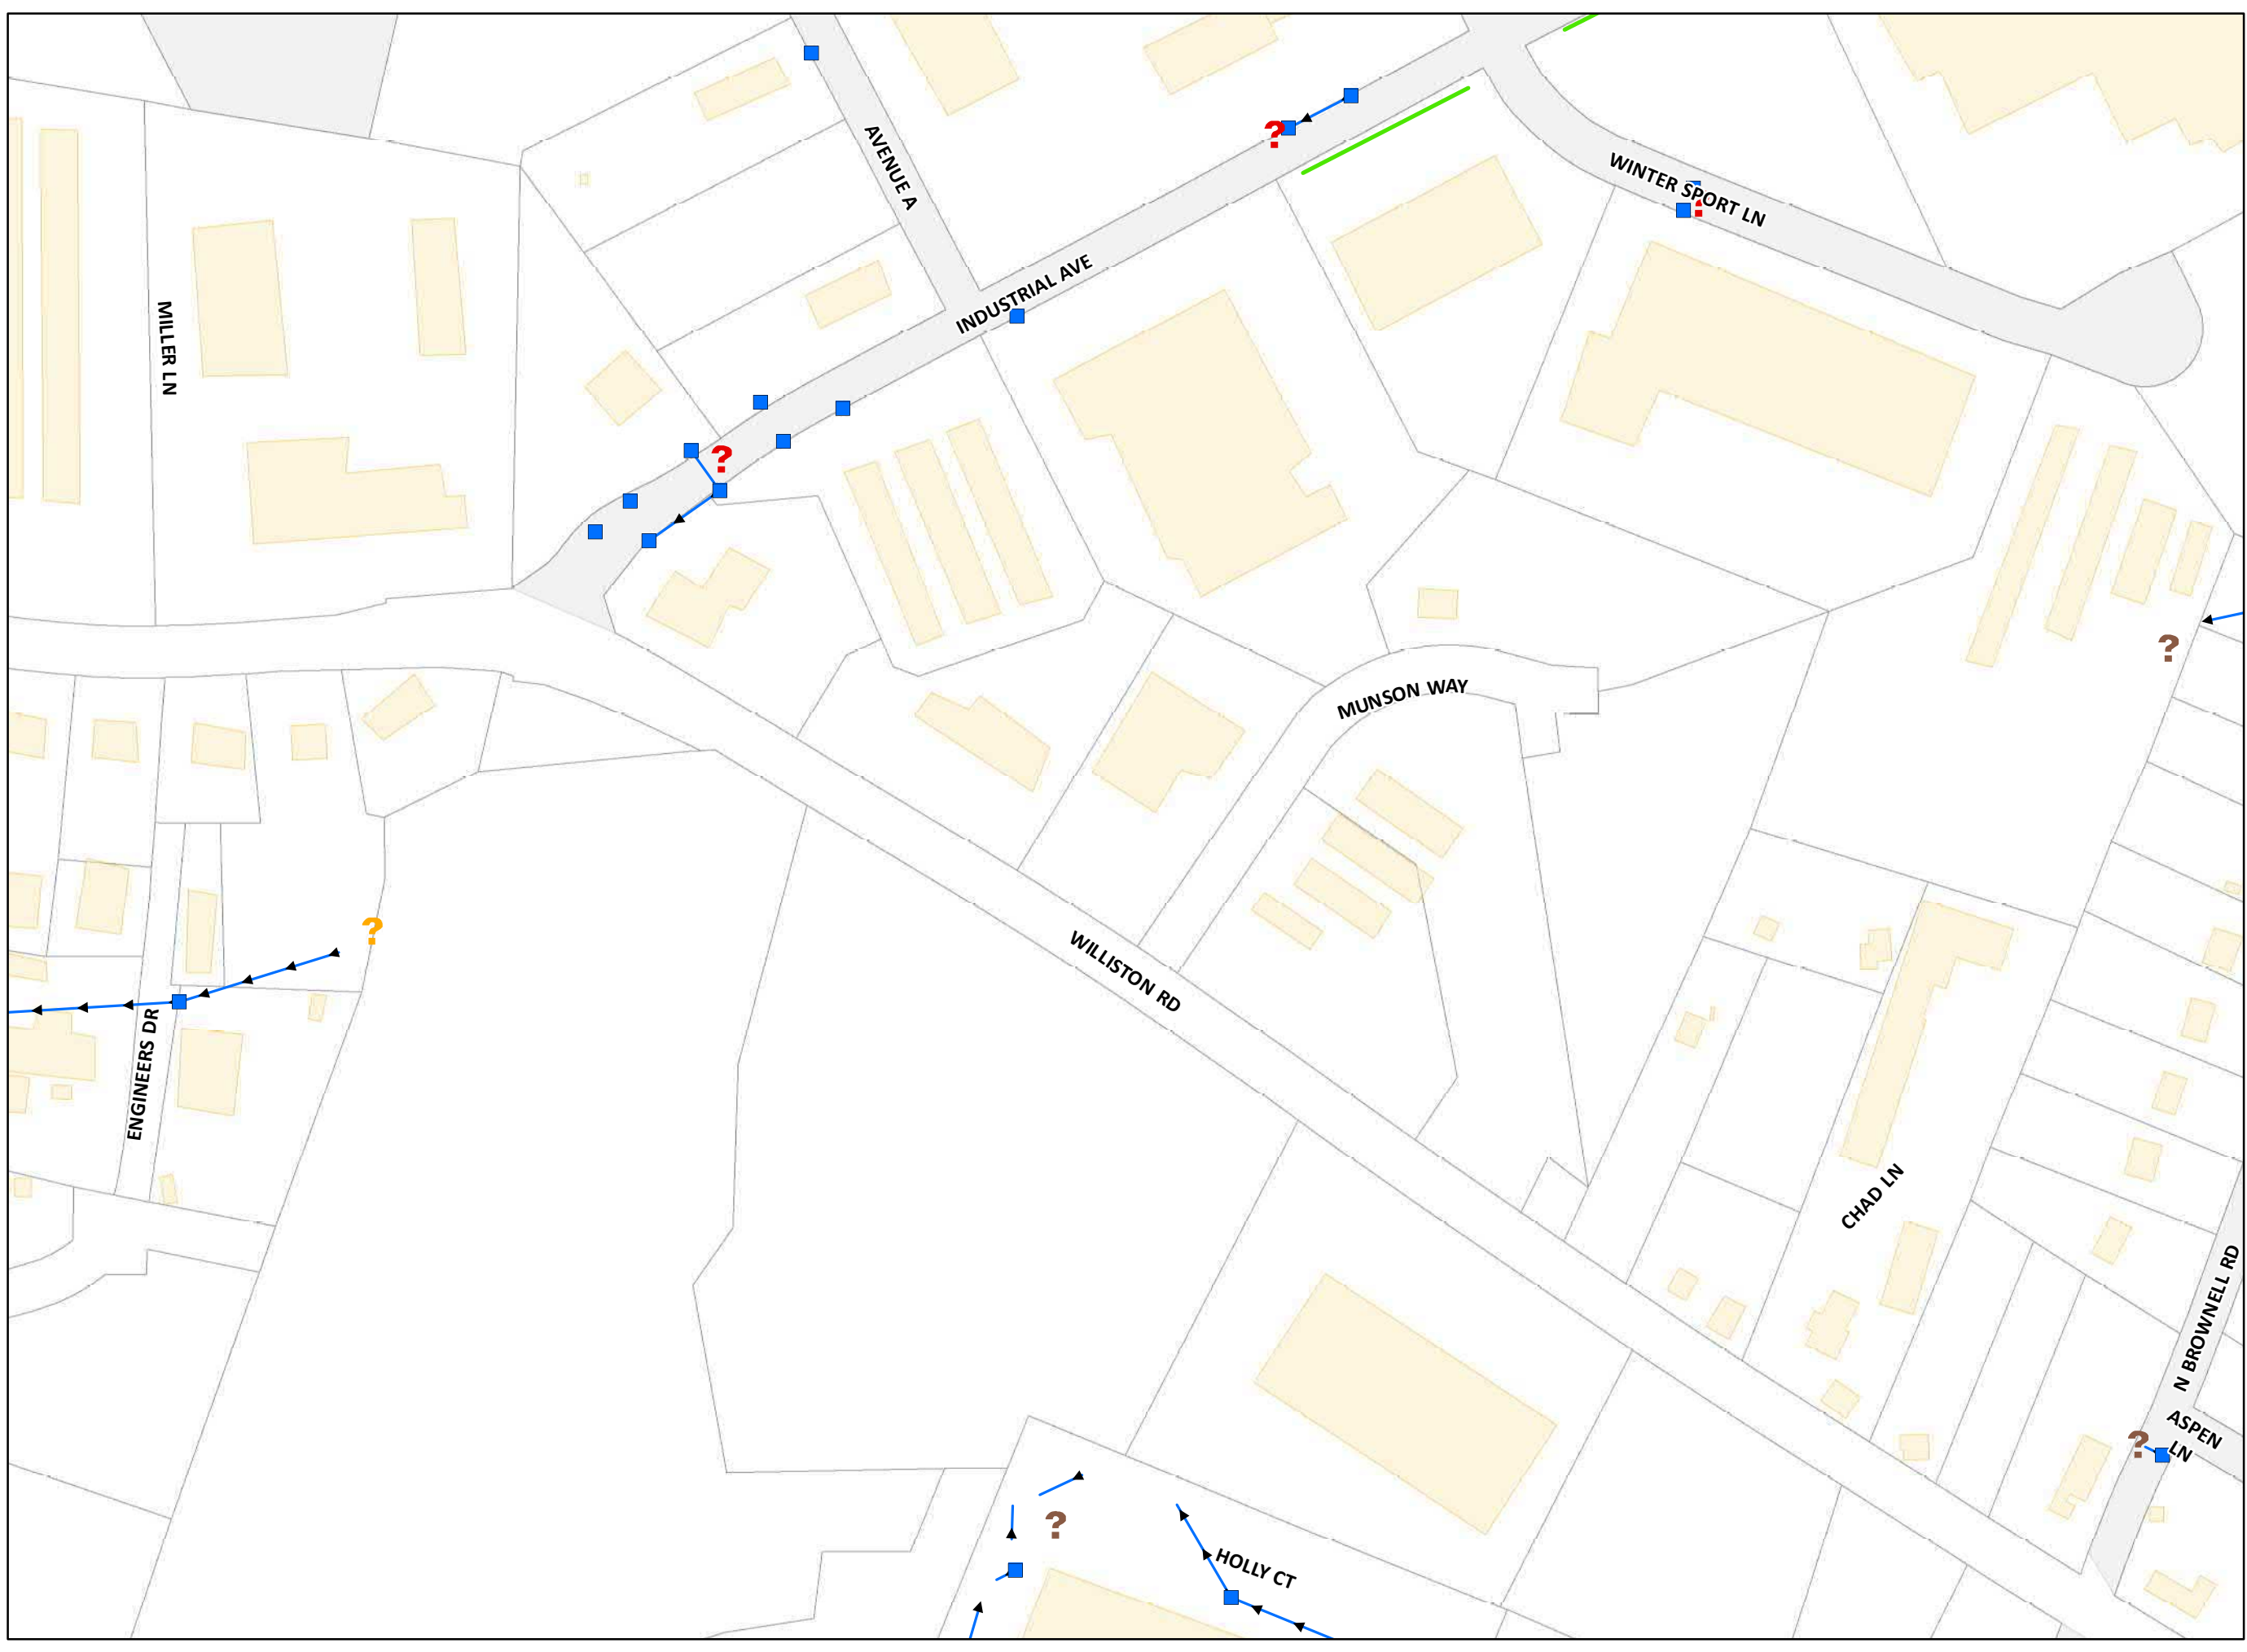 AVENUE A
?
WINTER SPORT LN
?
INDUSTRIAL AVE
MILLER LN
?
?
MUNSON WAY
?
WILLISTON RD
ENGINEERS DR
CHAD LN
N BROWNELL RD
ASPEN
LN
?
?
HOLLY CT